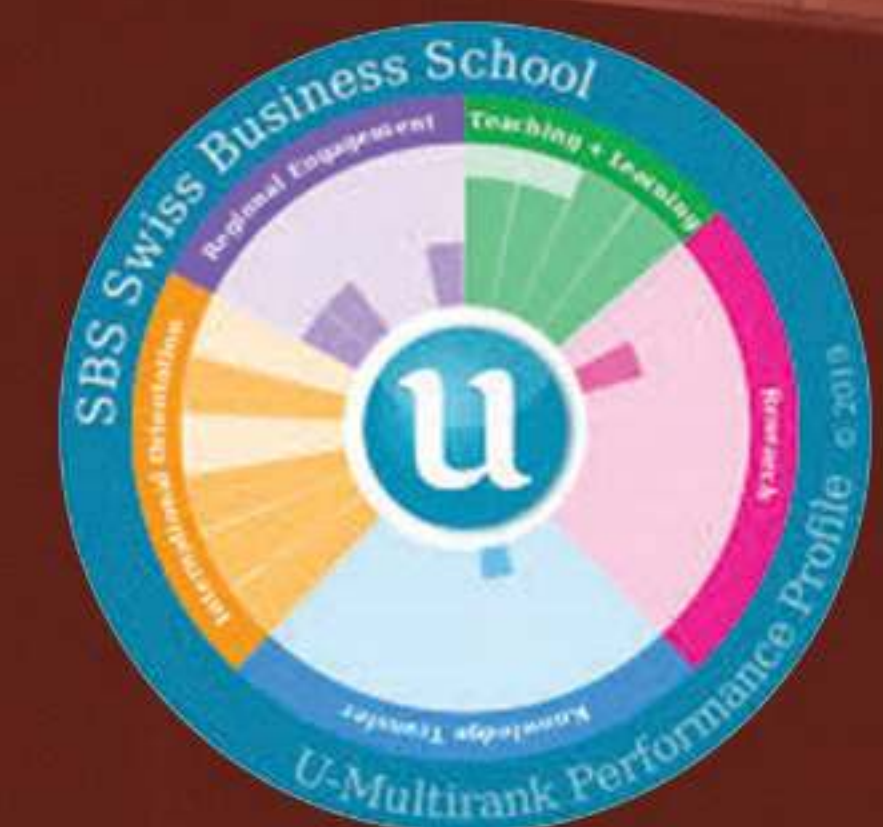 SBS Swiss Business School
Teaching + Learning
Research
Knowledge Transfer
International Orientation
Regional Engagement
u
U-Multirank Performance Profile © 2019